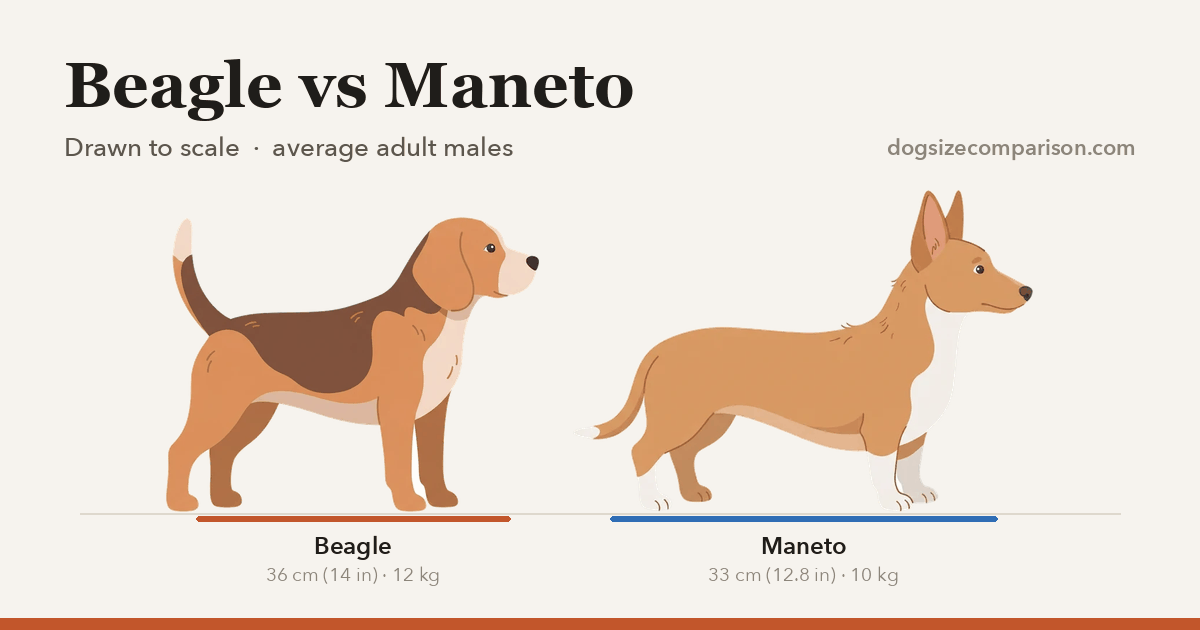 Beagle vs Maneto
Drawn to scale · average adult males
dogsizecomparison.com
Beagle
36 cm (14 in) · 12 kg
Maneto
33 cm (12.8 in) · 10 kg